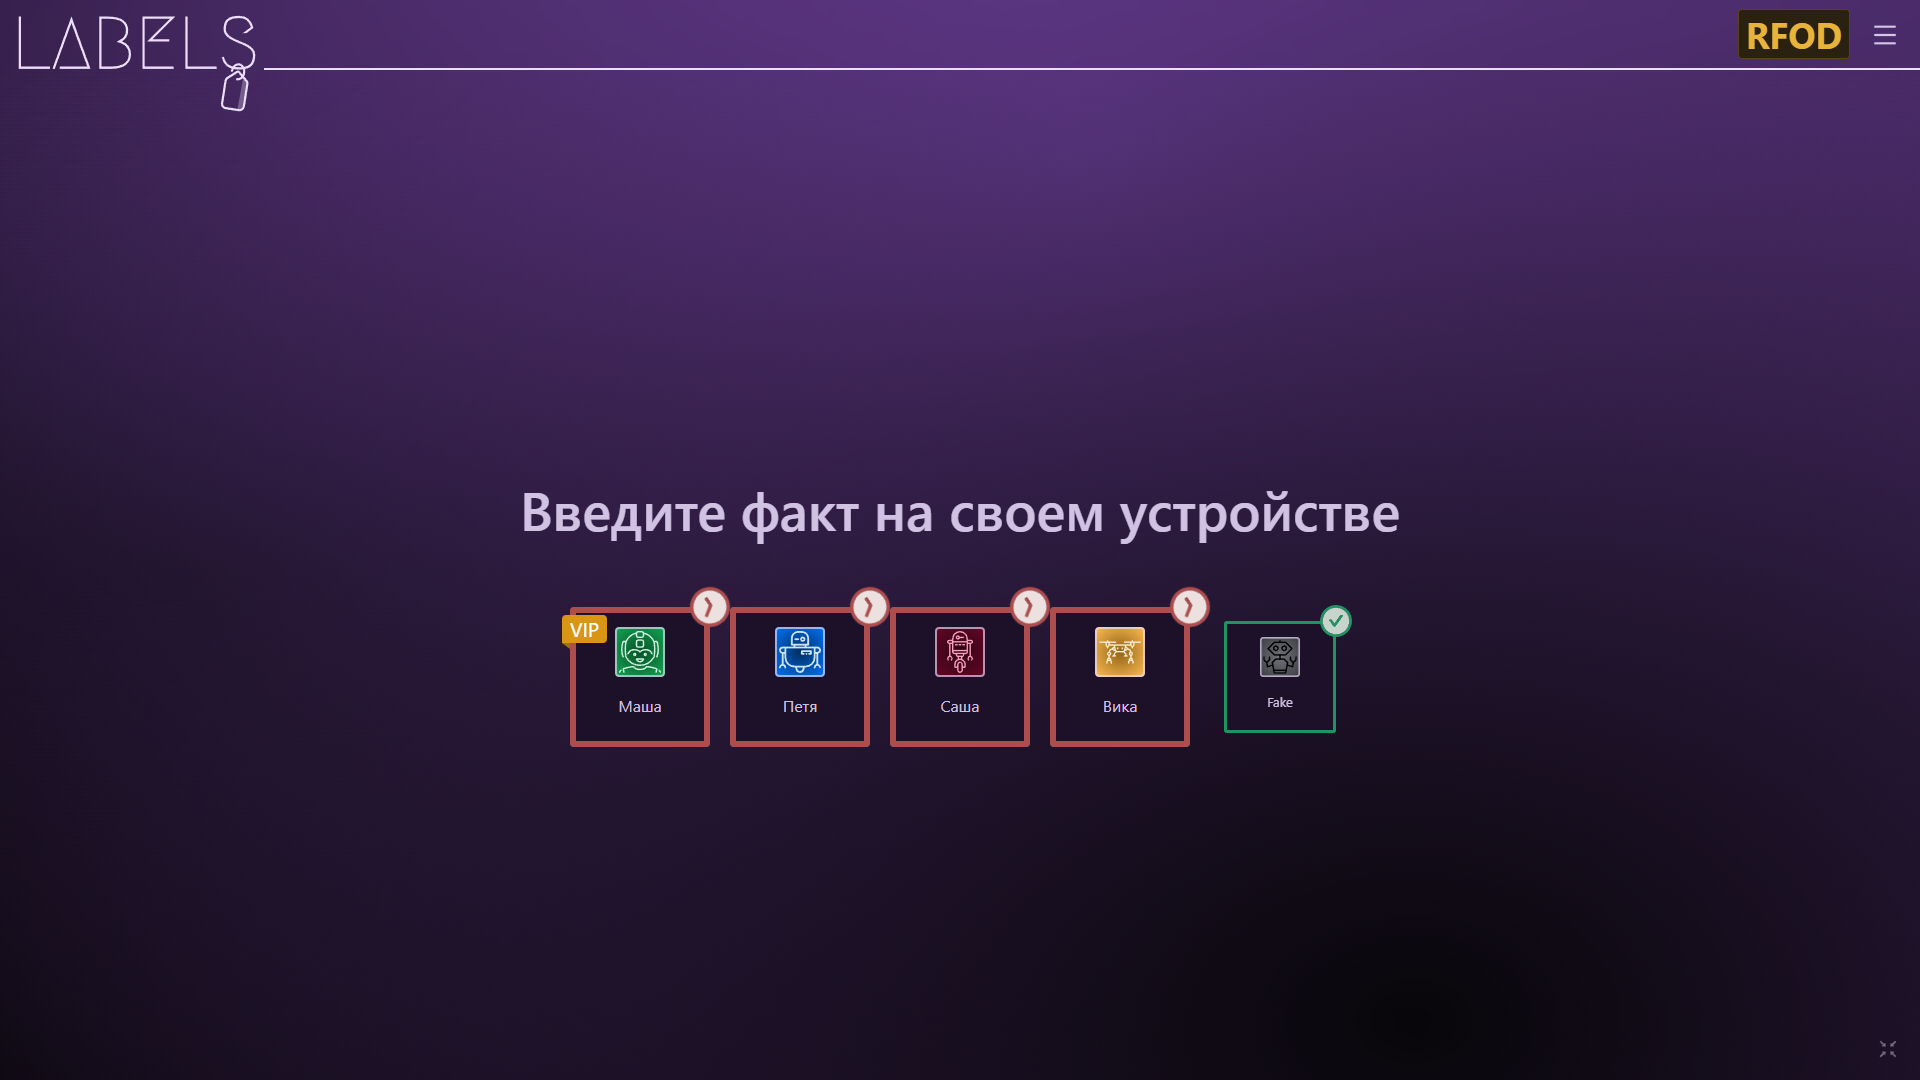 LABELS
RFOD
Введите факт на своем устройстве
VIP
Маша
Петя
Саша
Вика
Fake